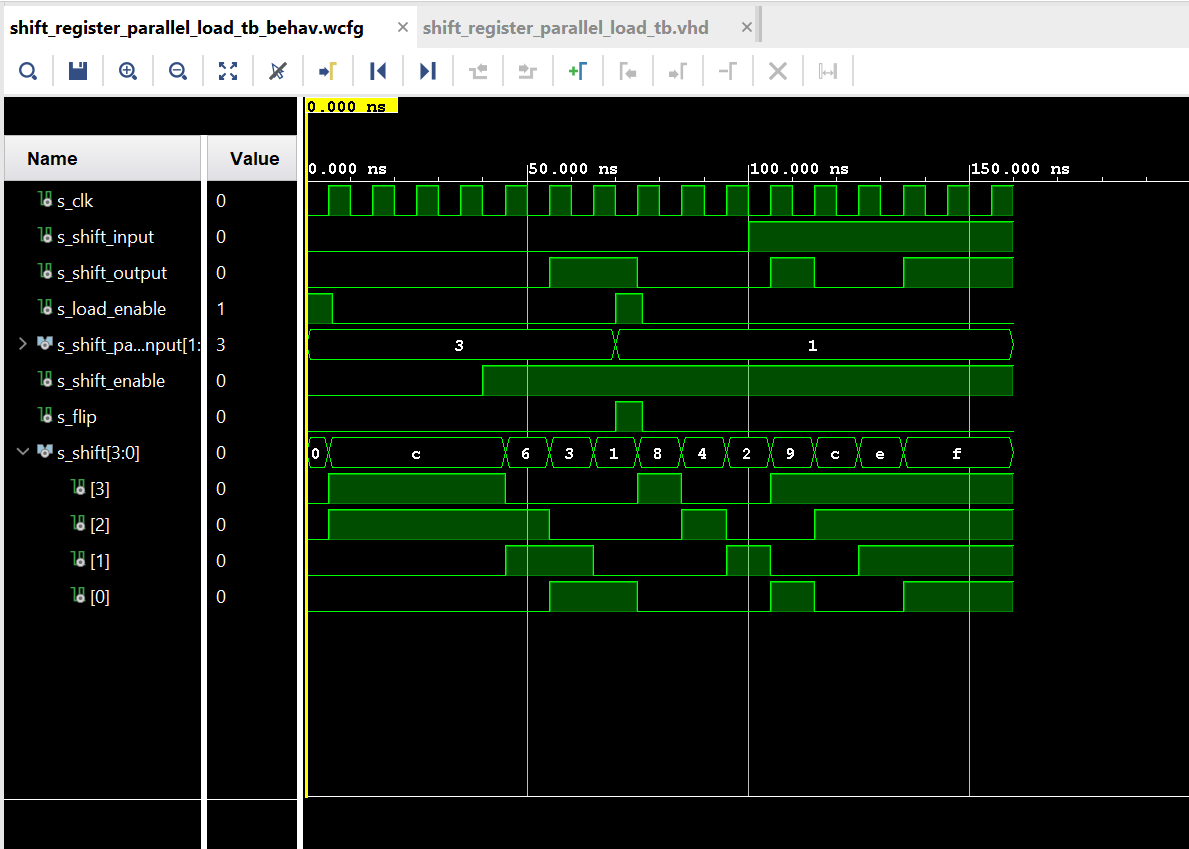 shift_register_parallel_load_tb_behav.wcfg × shift_register_parallel_load_tb.vhd ×
0.000 ns
Name Value 0.000 ns 50.000 ns 100.000 ns 150.000 ns
s_clk 0
s_shift_input 0
s_shift_output 0
s_load_enable 1
s_shift_pa...nput[1: 3 3 1
s_shift_enable 0
s_flip 0
s_shift[3:0] 0 0 c 6 3 1 8 4 2 9 c e f
[3] 0
[2] 0
[1] 0
[0] 0